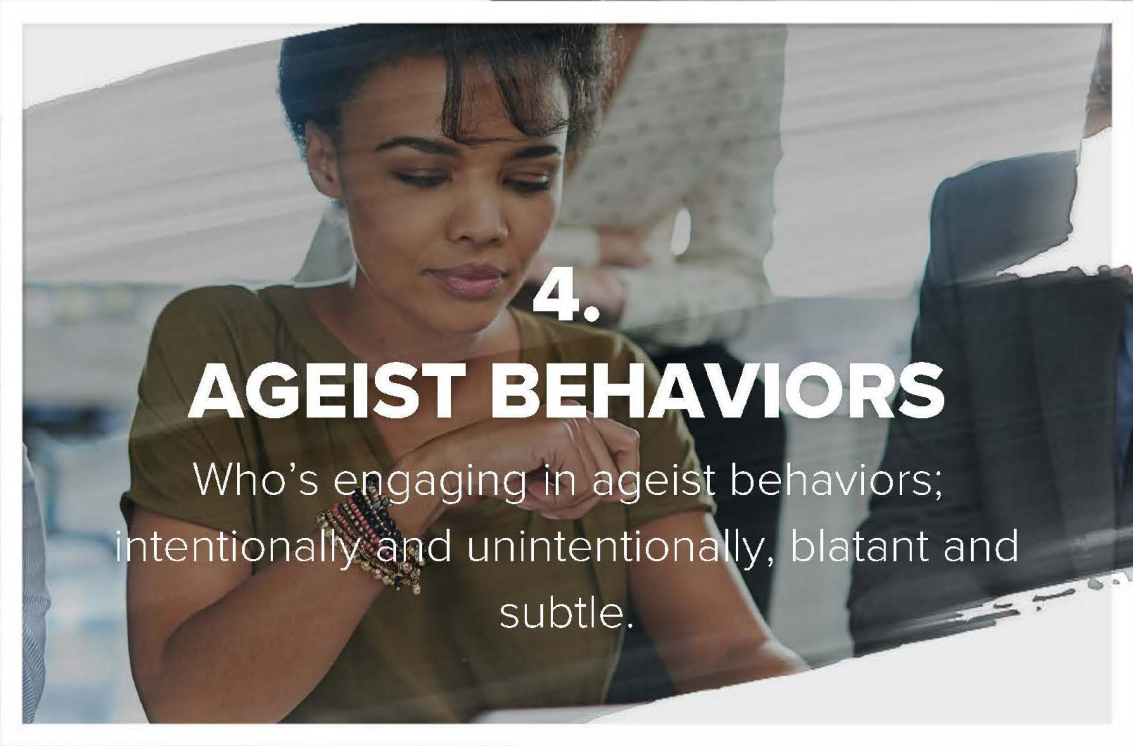 4.
AGEIST BEHAVIORS
Who's engaging in ageist behaviors;
intentionally and unintentionally, blatant and
subtle.